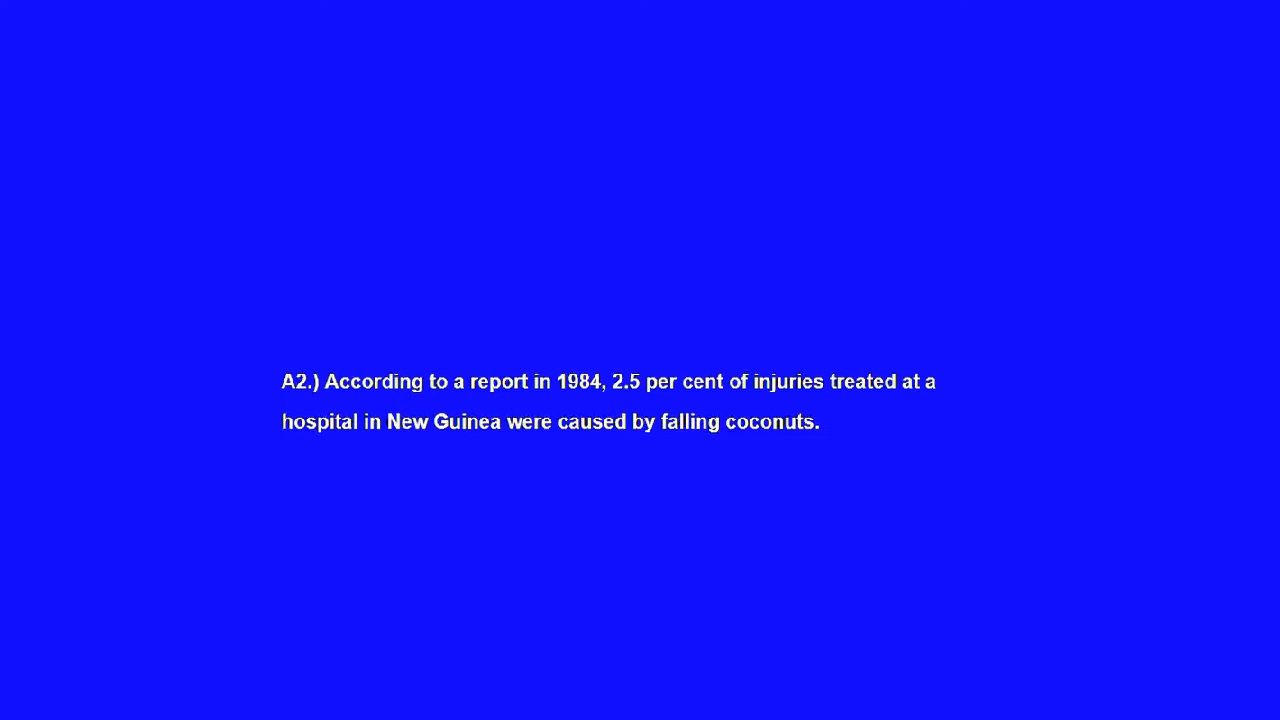 A2.) According to a report in 1984, 2.5 per cent of injuries treated at a
hospital in New Guinea were caused by falling coconuts.